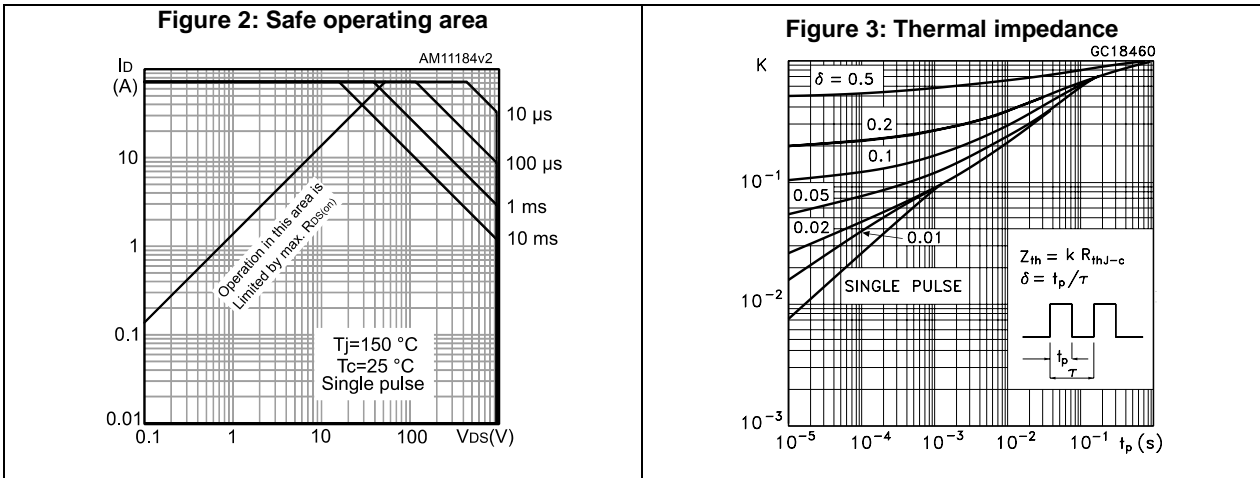 Figure 2: Safe operating area
AM11184v2
ID
(A)
10
1
0.1
0.01
0.1
1
10
100
VDS(V)
10 µs
100 µs
1 ms
10 ms
Operation in this area is
Limited by max. RDS(on)
Tj=150 °C
Tc=25 °C
Single pulse
Figure 3: Thermal impedance
GC18460
K
δ = 0.5
0.2
0.1
0.05
0.02
0.01
SINGLE PULSE
Zth = k RthJ-c
δ = tp/τ
tp
τ
10⁻¹
10⁻²
10⁻³
10⁻⁵
10⁻⁴
10⁻³
10⁻²
10⁻¹
tp (s)